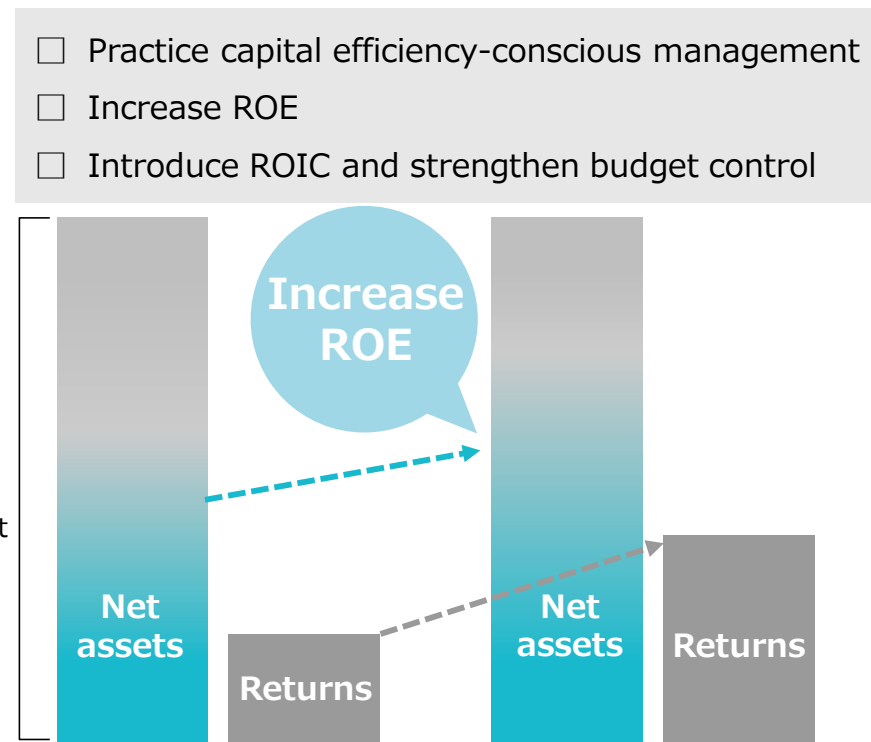 □ Practice capital efficiency-conscious management
□ Increase ROE
□ Introduce ROIC and strengthen budget control
Increase
ROE
t
Net
assets
Returns
Net
assets
Returns